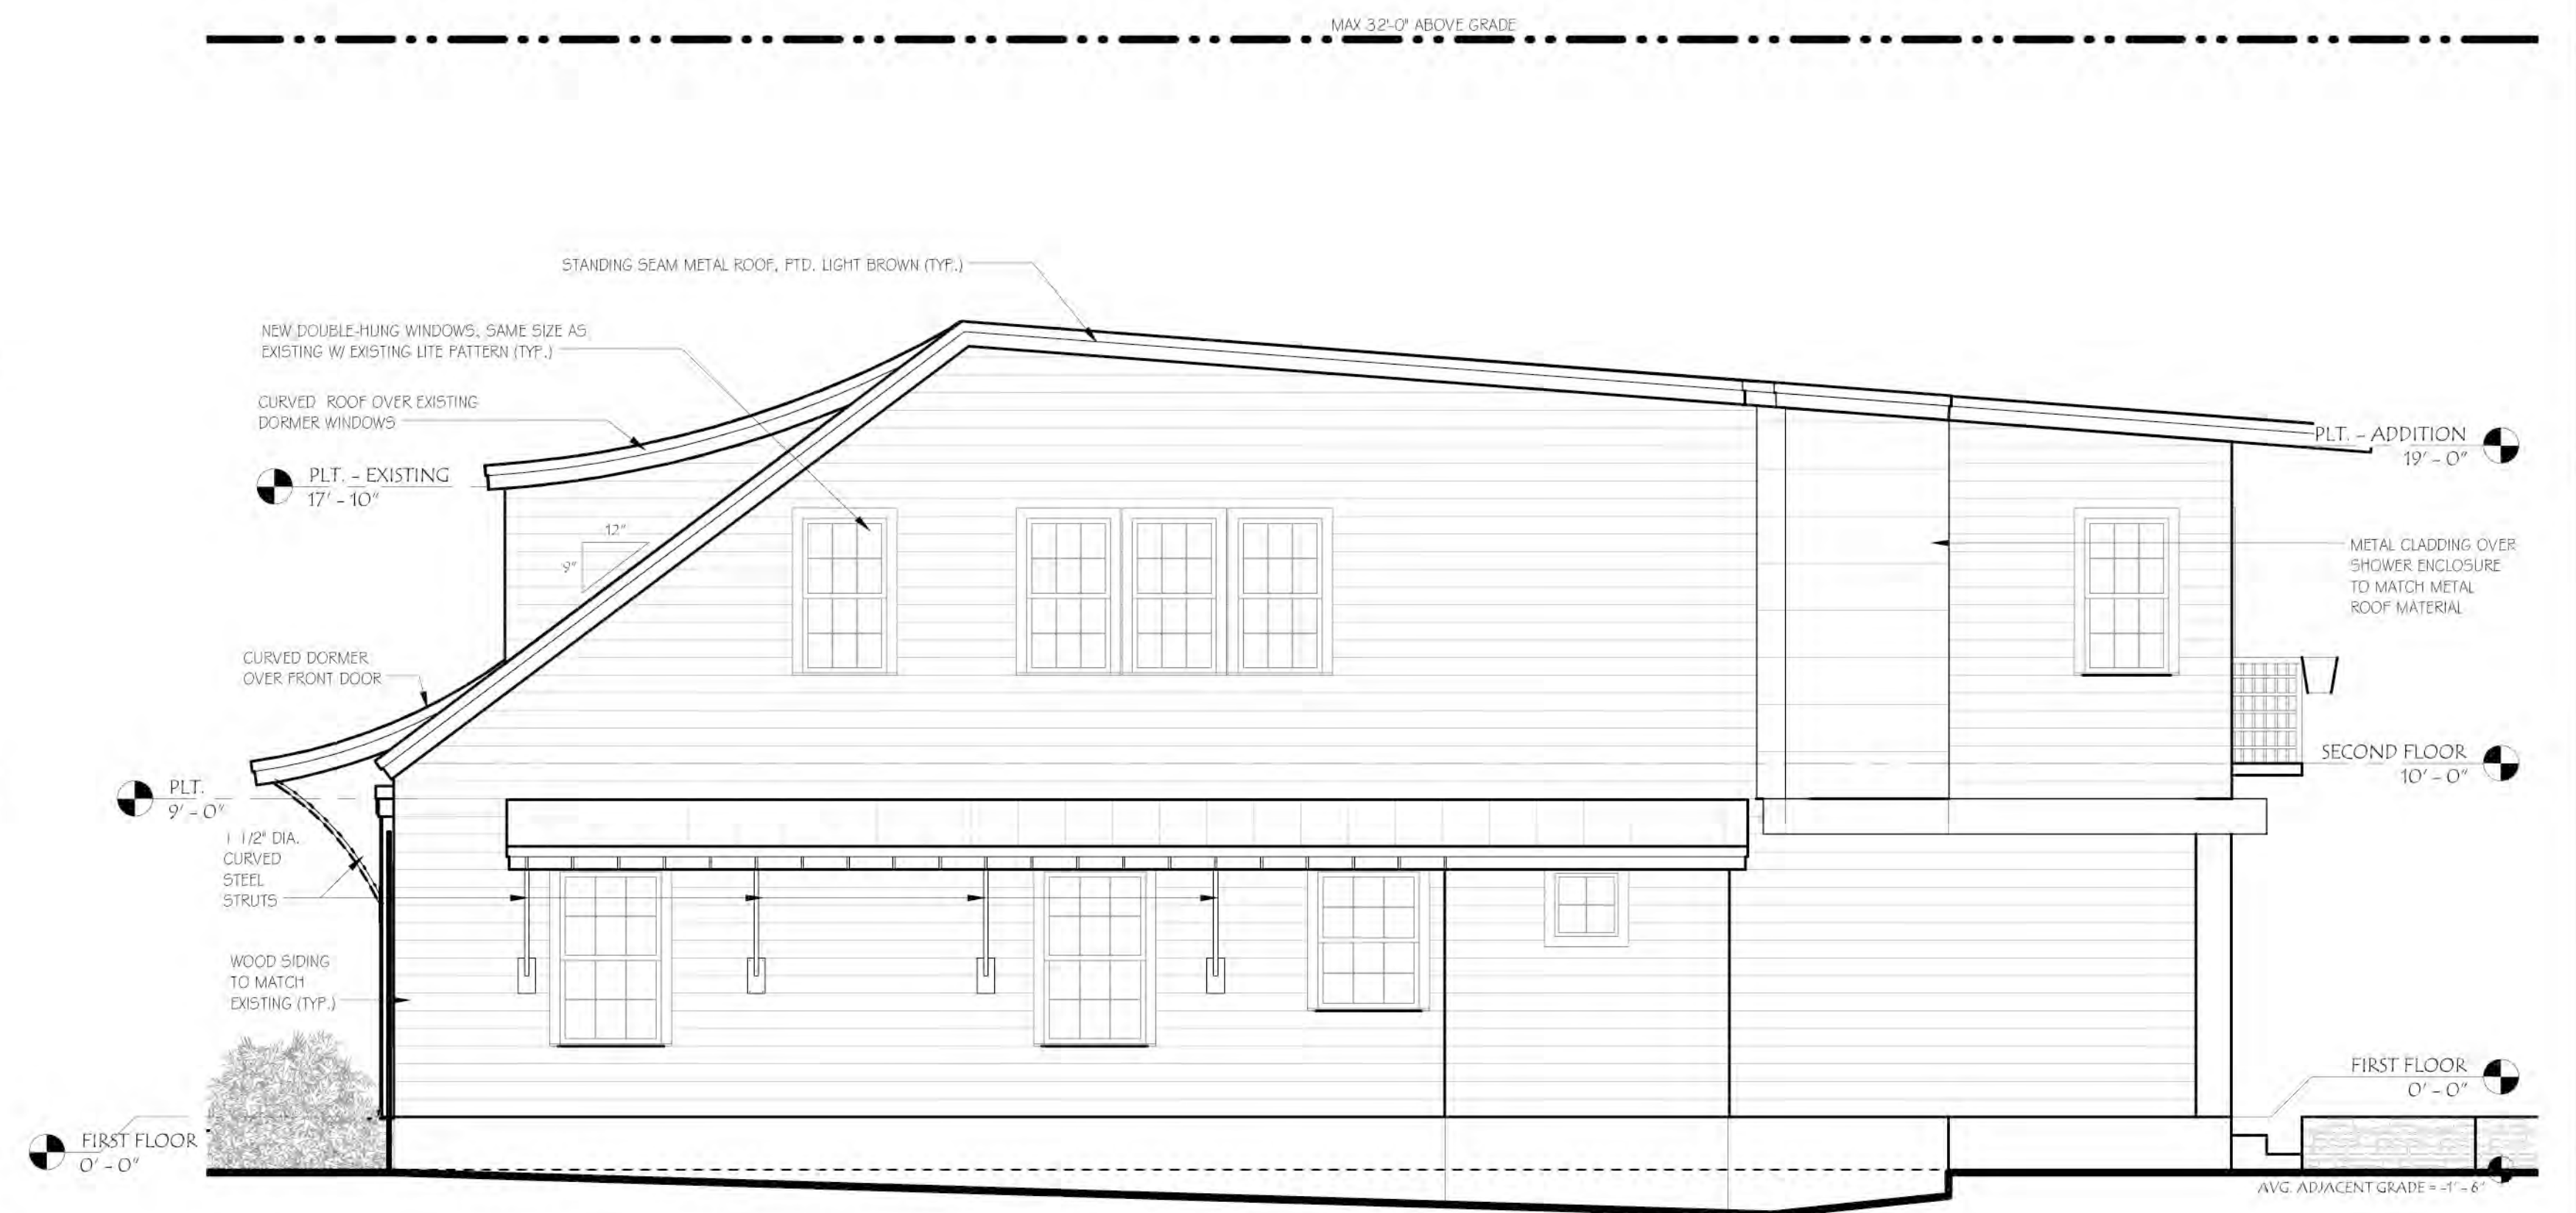 MAX 32'-0" ABOVE GRADE
STANDING SEAM METAL ROOF, PTD. LIGHT BROWN (TYP.)
NEW DOUBLE-HUNG WINDOWS, SAME SIZE AS
EXISTING W/ EXISTING LITE PATTERN (TYP.)
CURVED ROOF OVER EXISTING
DORMER WINDOWS
PLT. - EXISTING
17' - 10"
PLT. - ADDITION
19' - 0"
12"
9"
METAL CLADDING OVER
SHOWER ENCLOSURE
TO MATCH METAL
ROOF MATERIAL
CURVED DORMER
OVER FRONT DOOR
SECOND FLOOR
10' - 0"
PLT.
9' - 0"
1 1/2" DIA.
CURVED
STEEL
STRUTS
WOOD SIDING
TO MATCH
EXISTING (TYP.)
FIRST FLOOR
0' - 0"
FIRST FLOOR
0' - 0"
AVG. ADJACENT GRADE = -1' - 6"